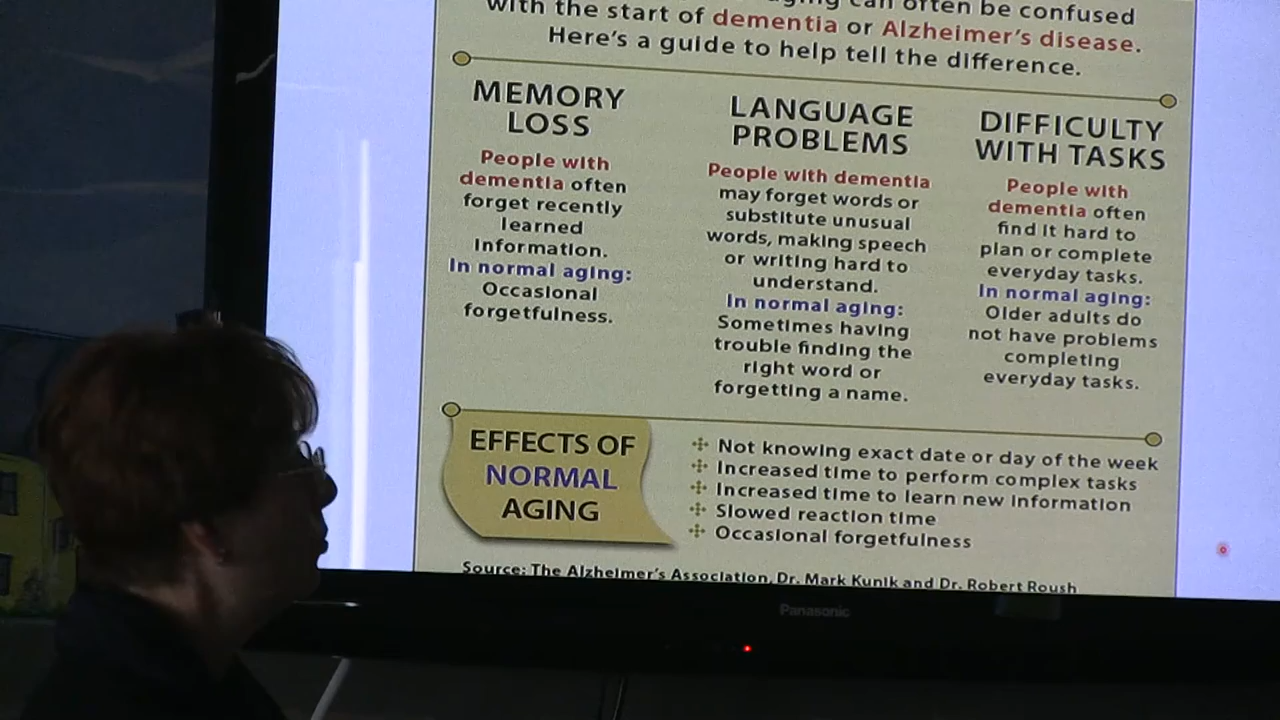 aging can often be confused
with the start of dementia or Alzheimer's disease.
Here's a guide to help tell the difference.
MEMORY
LOSS
People with
dementia often
forget recently
learned
information.
In normal aging:
Occasional
forgetfulness.
LANGUAGE
PROBLEMS
People with dementia
may forget words or
substitute unusual
words, making speech
or writing hard to
understand.
In normal aging:
Sometimes having
trouble finding the
right word or
forgetting a name.
DIFFICULTY
WITH TASKS
People with
dementia often
find it hard to
plan or complete
everyday tasks.
In normal aging:
Older adults do
not have problems
completing
everyday tasks.
EFFECTS OF
NORMAL
AGING
Not knowing exact date or day of the week
Increased time to perform complex tasks
Increased time to learn new information
Slowed reaction time
Occasional forgetfulness
Source: The Alzheimer's Association, Dr. Mark Kunik and Dr. Robert Roush
Panasonic